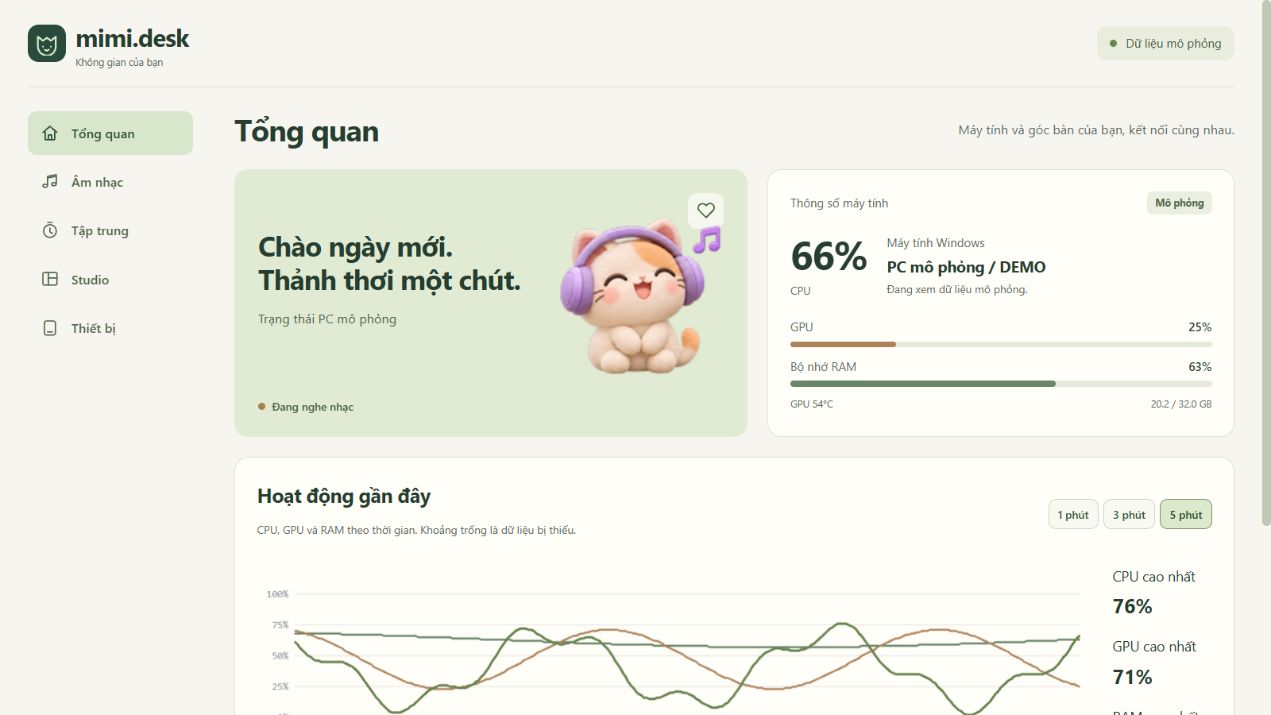 mimi.desk
Không gian của bạn
Dữ liệu mô phỏng
Tổng quan
Âm nhạc
Tập trung
Studio
Thiết bị
Tổng quan
Máy tính và góc bàn của bạn, kết nối cùng nhau.
Chào ngày mới.
Thảnh thơi một chút.
Trạng thái PC mô phỏng
Đang nghe nhạc
Thông số máy tính
Mô phỏng
66%
CPU
Máy tính Windows
PC mô phỏng / DEMO
Đang xem dữ liệu mô phỏng.
GPU
25%
Bộ nhớ RAM
63%
GPU 54°C
20.2 / 32.0 GB
Hoạt động gần đây
CPU, GPU và RAM theo thời gian. Khoảng trống là dữ liệu bị thiếu.
1 phút
3 phút
5 phút
100%
75%
50%
25%
CPU cao nhất
76%
GPU cao nhất
71%